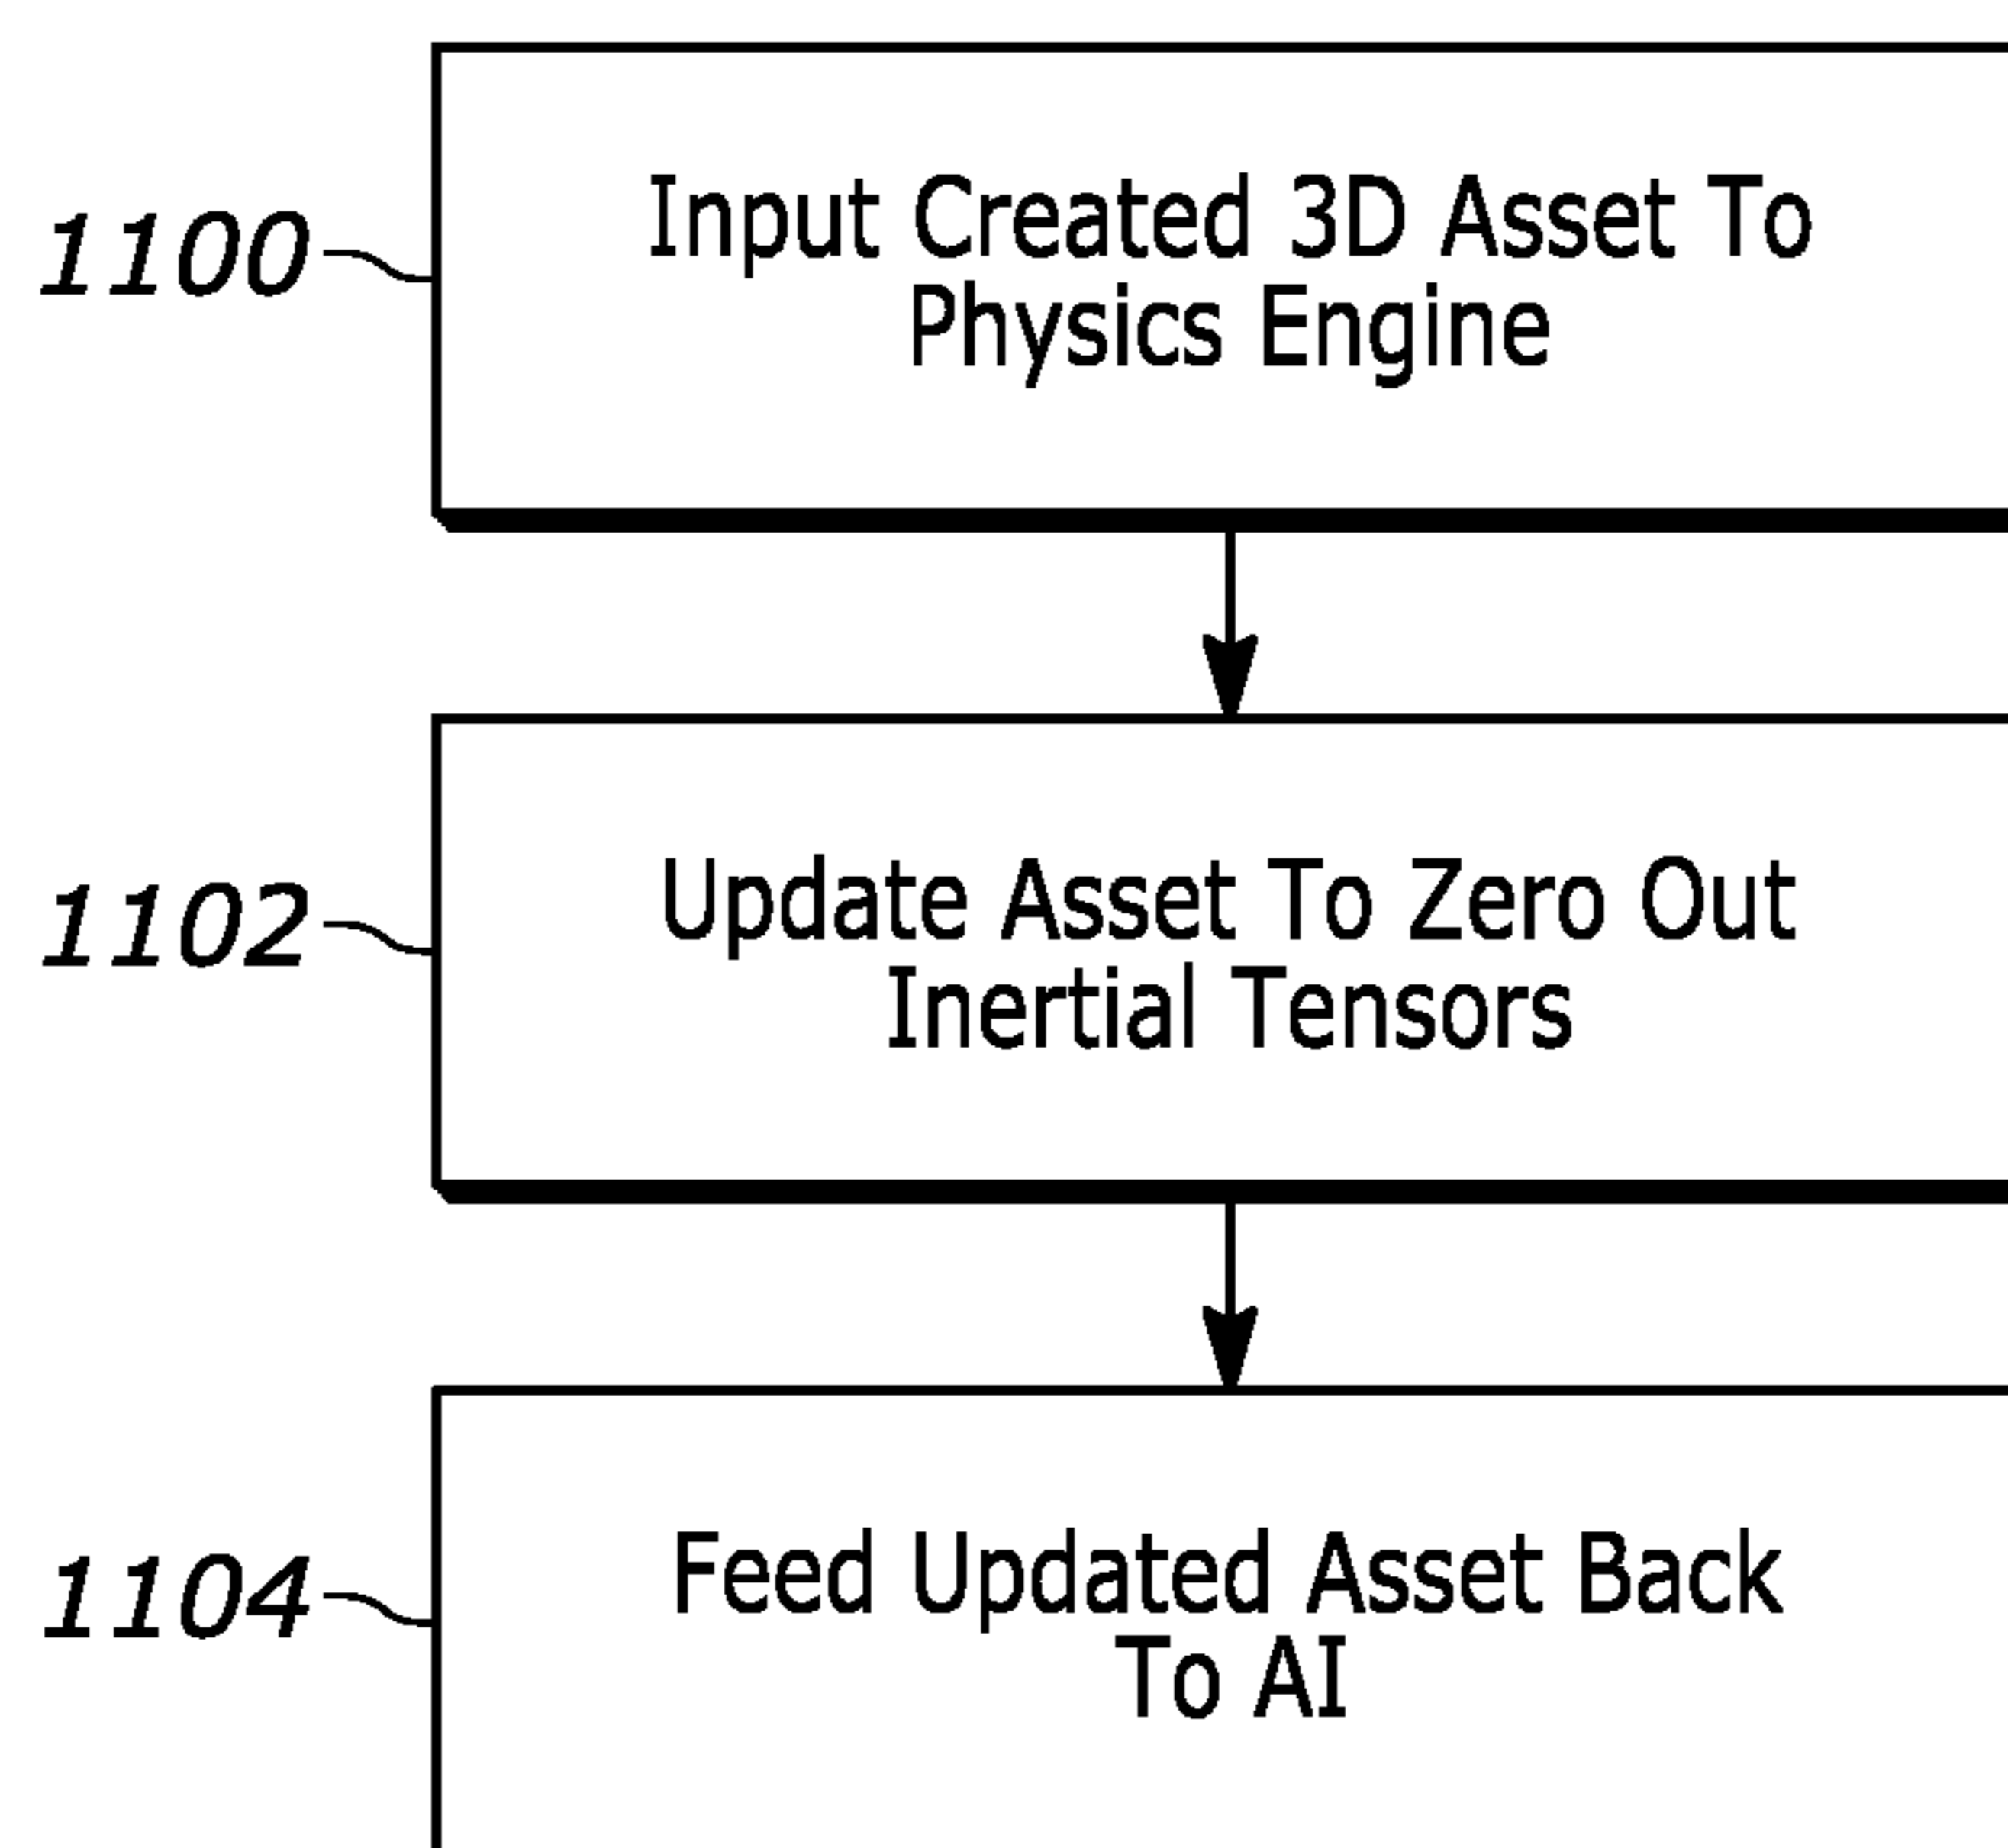 1100
Input Created 3D Asset To
Physics Engine
1102
Update Asset To Zero Out
Inertial Tensors
1104
Feed Updated Asset Back
To AI